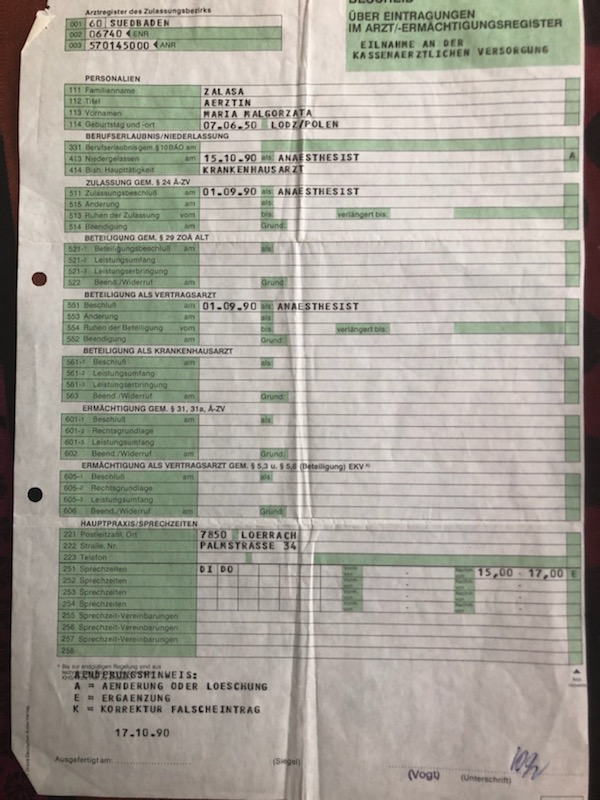 Arztregister des Zulassungsbezirks
001 60 SUEDBADEN
002 06740 ENR
003 570145000 ANR
BESCHEID
ÜBER EINTRAGUNGEN
IM ARZT-/ERMÄCHTIGUNGSREGISTER
EILNAHME AN DER
KASSENAERZTLICHEN VERSORGUNG
PERSONALIEN
111 Familienname ZALASA
112 Titel AERZTIN
113 Vornamen MARIA MALGORZATA
114 Geburtstag und -ort 07.06.50 LODZ/POLEN
BERUFSERLAUBNIS/NIEDERLASSUNG
331 Berufserlaubnis gem. § 10 BÄO am
413 Niedergelassen am 15.10.90 als: ANAESTHESIST A
414 Bish. Haupttätigkeit KRANKENHAUSARZT
ZULASSUNG GEM. § 24 Ä-ZV
511 Zulassungsbeschluß am 01.09.90 als: ANAESTHESIST
515 Änderung am als:
513 Ruhen der Zulassung vom bis: verlängert bis:
514 Beendigung am Grund:
BETEILIGUNG GEM. § 29 ZOÄ ALT
521-1 Beteiligungsbeschluß am als:
521-2 Leistungsumfang
521-3 Leistungserbringung
522 Beend./Widerruf am Grund:
BETEILIGUNG ALS VERTRAGSARZT
551 Beschluß am 01.09.90 als: ANAESTHESIST
553 Änderung am als:
554 Ruhen der Beteiligung vom bis: verlängert bis:
552 Beendigung am Grund:
BETEILIGUNG ALS KRANKENHAUSARZT
561-1 Beschluß am als:
561-2 Leistungsumfang
561-3 Leistungserbringung
563 Beend./Widerruf am Grund:
ERMÄCHTIGUNG GEM. § 31, 31a, Ä-ZV
601-1 Beschluß am als:
601-2 Rechtsgrundlage
601-3 Leistungsumfang
602 Beend./Widerruf am Grund:
ERMÄCHTIGUNG ALS VERTRAGSARZT GEM. § 5,3 u. § 5,6 (Beteiligung) EKV *)
605-1 Beschluß am als:
605-2 Rechtsgrundlage
605-3 Leistungsumfang
606 Beend./Widerruf am Grund:
HAUPTPRAXIS/SPRECHZEITEN
221 Postleitzahl, Ort 7850 LOERRACH
222 Straße, Nr. PALMSTRASSE 34
223 Telefon
251 Sprechzeiten DI DO 15,00 - 17,00 E
252 Sprechzeiten
253 Sprechzeiten
254 Sprechzeiten
255 Sprechzeit-Vereinbarungen
256 Sprechzeit-Vereinbarungen
257 Sprechzeit-Vereinbarungen
258
* Bis zur endgültigen Regelung sind aus
AENDERUNGSHINWEIS:
A = AENDERUNG ODER LOESCHUNG
E = ERGAENZUNG
K = KORREKTUR FALSCHEINTRAG
17.10.90
Ausgefertigt am: (Siegel) (Vogt) (Unterschrift)